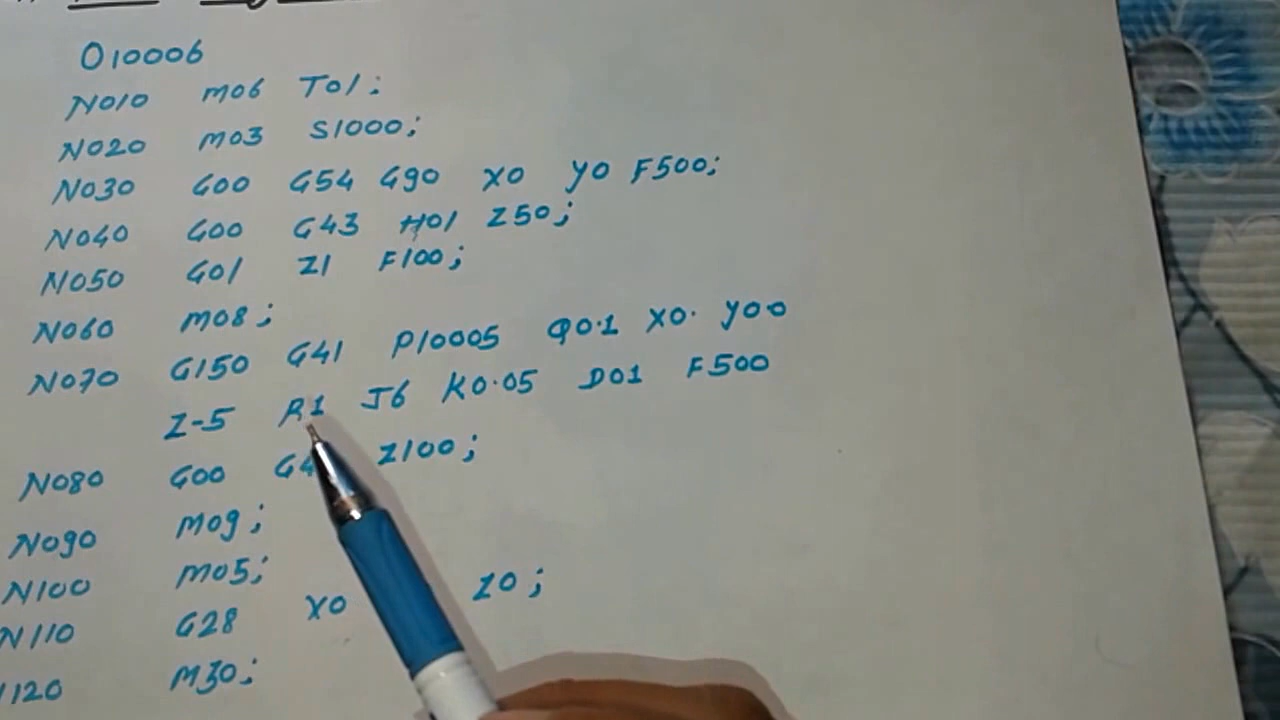 O10006
N010 M06 T01;
N020 M03 S1000;
N030 G00 G54 G90 X0 Y0 F500;
N040 G00 G43 H01 Z50;
N050 G01 Z1 F100;
N060 M08;
N070 G150 G41 P10005 Q0.1 X0. Y00
Z-5 R1 J6 K0.05 D01 F500
N080 G00 Z100;
N090 M09;
N100 M05;
N110 G28 Z0;
M30;